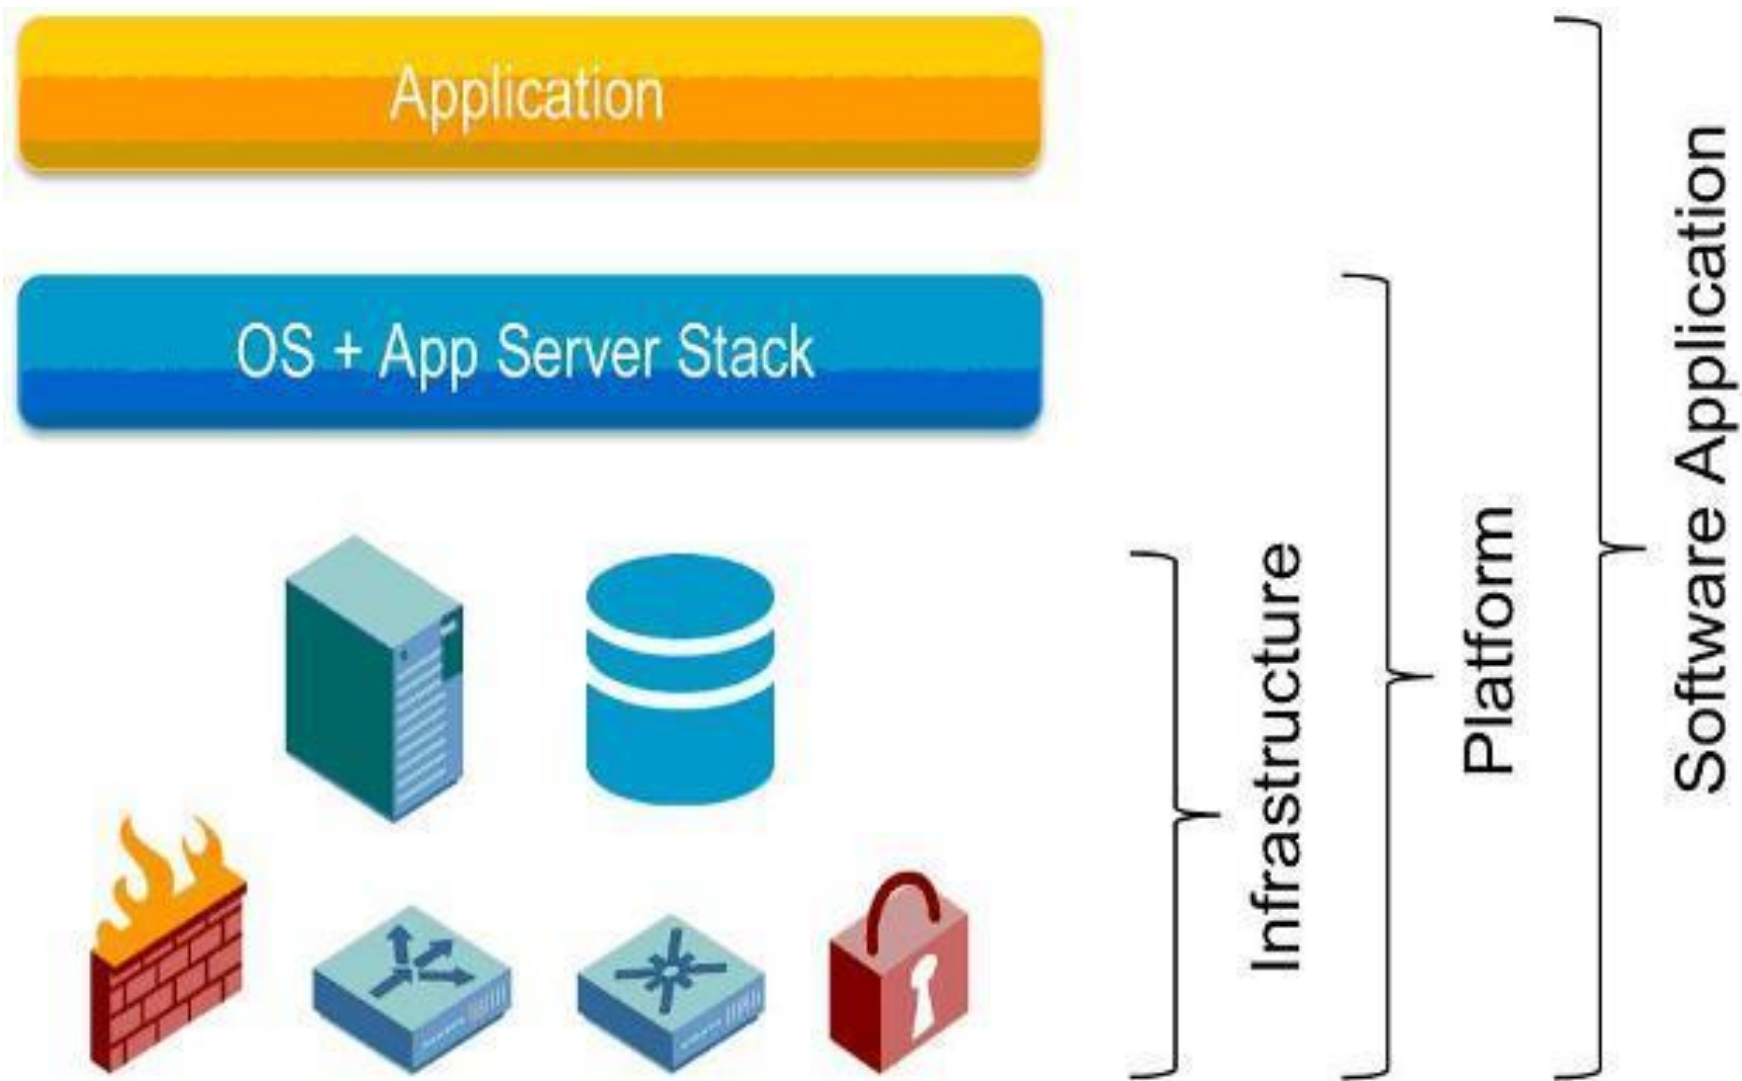 Application
OS + App Server Stack
Infrastructure
Platform
Software Application